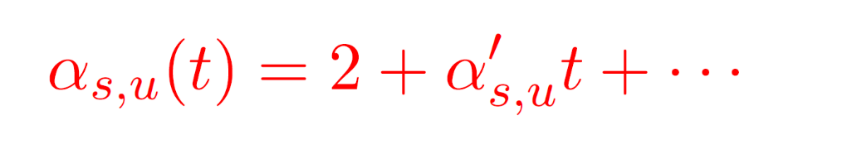 α_{s,u}(t) = 2 + α'_{s,u} t + ⋯